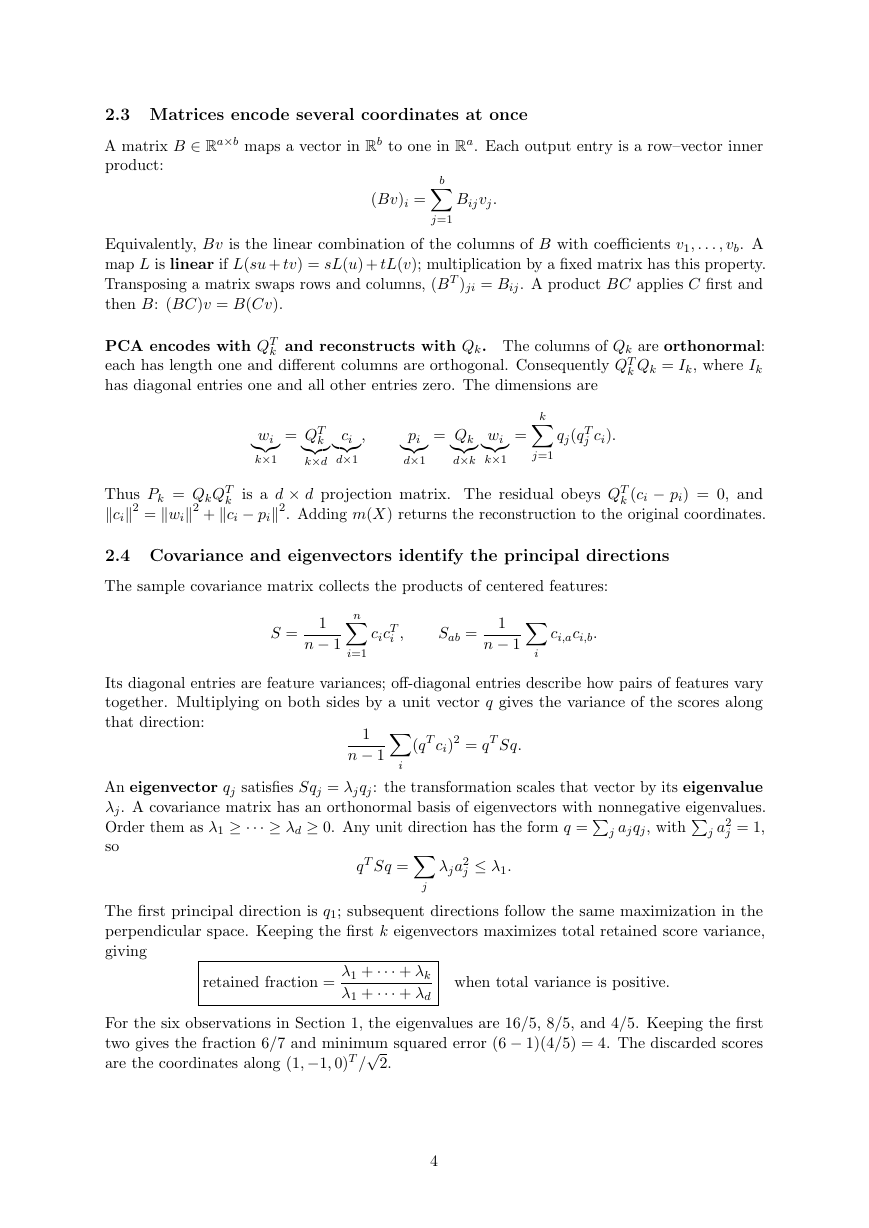 2.3 Matrices encode several coordinates at once
A matrix B ∈ ℝ^{a×b} maps a vector in ℝ^b to one in ℝ^a. Each output entry is a row–vector inner
product:
(Bv)_i = \sum_{j=1}^{b} B_{ij}v_j.
Equivalently, Bv is the linear combination of the columns of B with coefficients v_1, . . . , v_b. A
map L is linear if L(su + tv) = sL(u) + tL(v); multiplication by a fixed matrix has this property.
Transposing a matrix swaps rows and columns, (B^T)_{ji} = B_{ij}. A product BC applies C first and
then B: (BC)v = B(Cv).
PCA encodes with Q_k^T and reconstructs with Q_k. The columns of Q_k are orthonormal:
each has length one and different columns are orthogonal. Consequently Q_k^T Q_k = I_k, where I_k
has diagonal entries one and all other entries zero. The dimensions are
\underbrace{w_i}_{k×1} = \underbrace{Q_k^T}_{k×d} \underbrace{c_i}_{d×1}, \underbrace{p_i}_{d×1} = \underbrace{Q_k}_{d×k} \underbrace{w_i}_{k×1} = \sum_{j=1}^{k} q_j(q_j^T c_i).
Thus P_k = Q_k Q_k^T is a d × d projection matrix. The residual obeys Q_k^T(c_i − p_i) = 0, and
‖c_i‖^2 = ‖w_i‖^2 + ‖c_i − p_i‖^2. Adding m(X) returns the reconstruction to the original coordinates.
2.4 Covariance and eigenvectors identify the principal directions
The sample covariance matrix collects the products of centered features:
S = \frac{1}{n − 1} \sum_{i=1}^{n} c_i c_i^T, S_{ab} = \frac{1}{n − 1} \sum_{i} c_{i,a}c_{i,b}.
Its diagonal entries are feature variances; off-diagonal entries describe how pairs of features vary
together. Multiplying on both sides by a unit vector q gives the variance of the scores along
that direction:
\frac{1}{n − 1} \sum_{i} (q^T c_i)^2 = q^T Sq.
An eigenvector q_j satisfies Sq_j = λ_j q_j: the transformation scales that vector by its eigenvalue
λ_j. A covariance matrix has an orthonormal basis of eigenvectors with nonnegative eigenvalues.
Order them as λ_1 ≥ · · · ≥ λ_d ≥ 0. Any unit direction has the form q = \sum_j a_j q_j, with \sum_j a_j^2 = 1,
so
q^T Sq = \sum_{j} λ_j a_j^2 ≤ λ_1.
The first principal direction is q_1; subsequent directions follow the same maximization in the
perpendicular space. Keeping the first k eigenvectors maximizes total retained score variance,
giving
retained fraction = \frac{λ_1 + · · · + λ_k}{λ_1 + · · · + λ_d} when total variance is positive.
For the six observations in Section 1, the eigenvalues are 16/5, 8/5, and 4/5. Keeping the first
two gives the fraction 6/7 and minimum squared error (6 − 1)(4/5) = 4. The discarded scores
are the coordinates along (1, −1, 0)^T/√2.
4